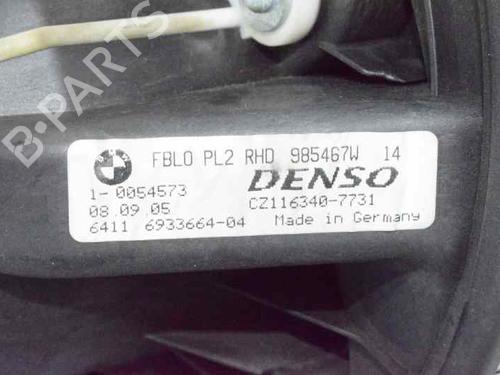 B-PARTS
FBLO PL2 RHD 985467W 14
1-0054573 DENSO
08.09.05 CZ116340-7731
6411 6933664-04 Made in Germany